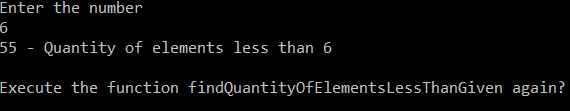 Enter the number
6
55 - Quantity of elements less than 6
Execute the function findQuantityOfElementsLessThanGiven again?